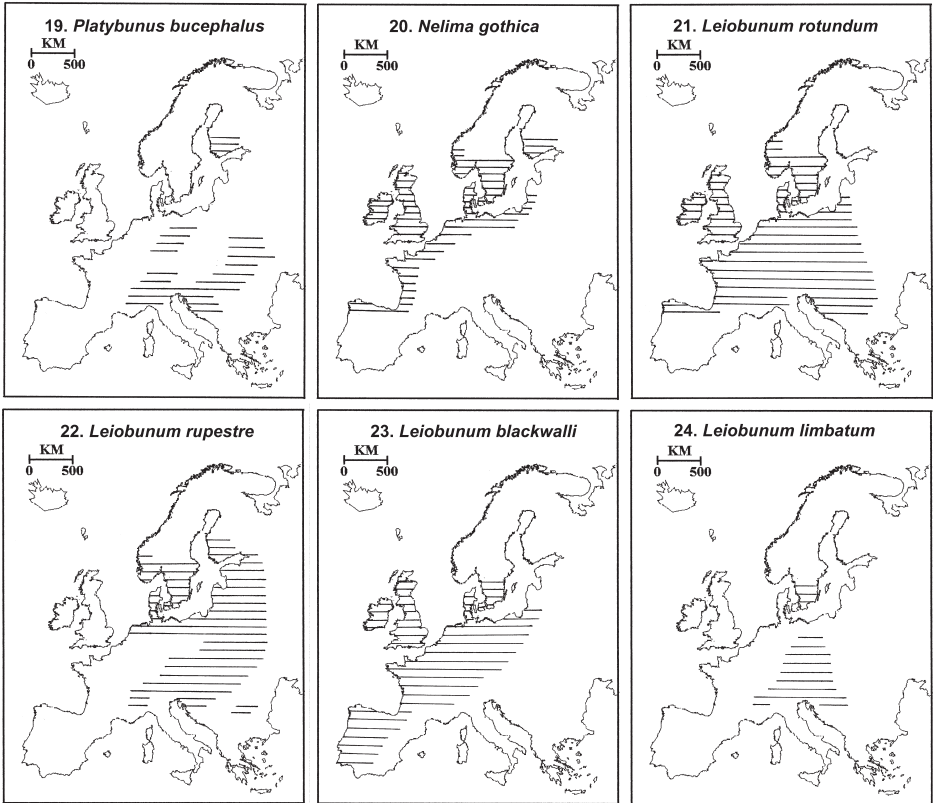 19. Platybunus bucephalus
KM
0 500
20. Nelima gothica
KM
0 500
21. Leiobunum rotundum
KM
0 500
22. Leiobunum rupestre
KM
0 500
23. Leiobunum blackwalli
KM
0 500
24. Leiobunum limbatum
KM
0 500